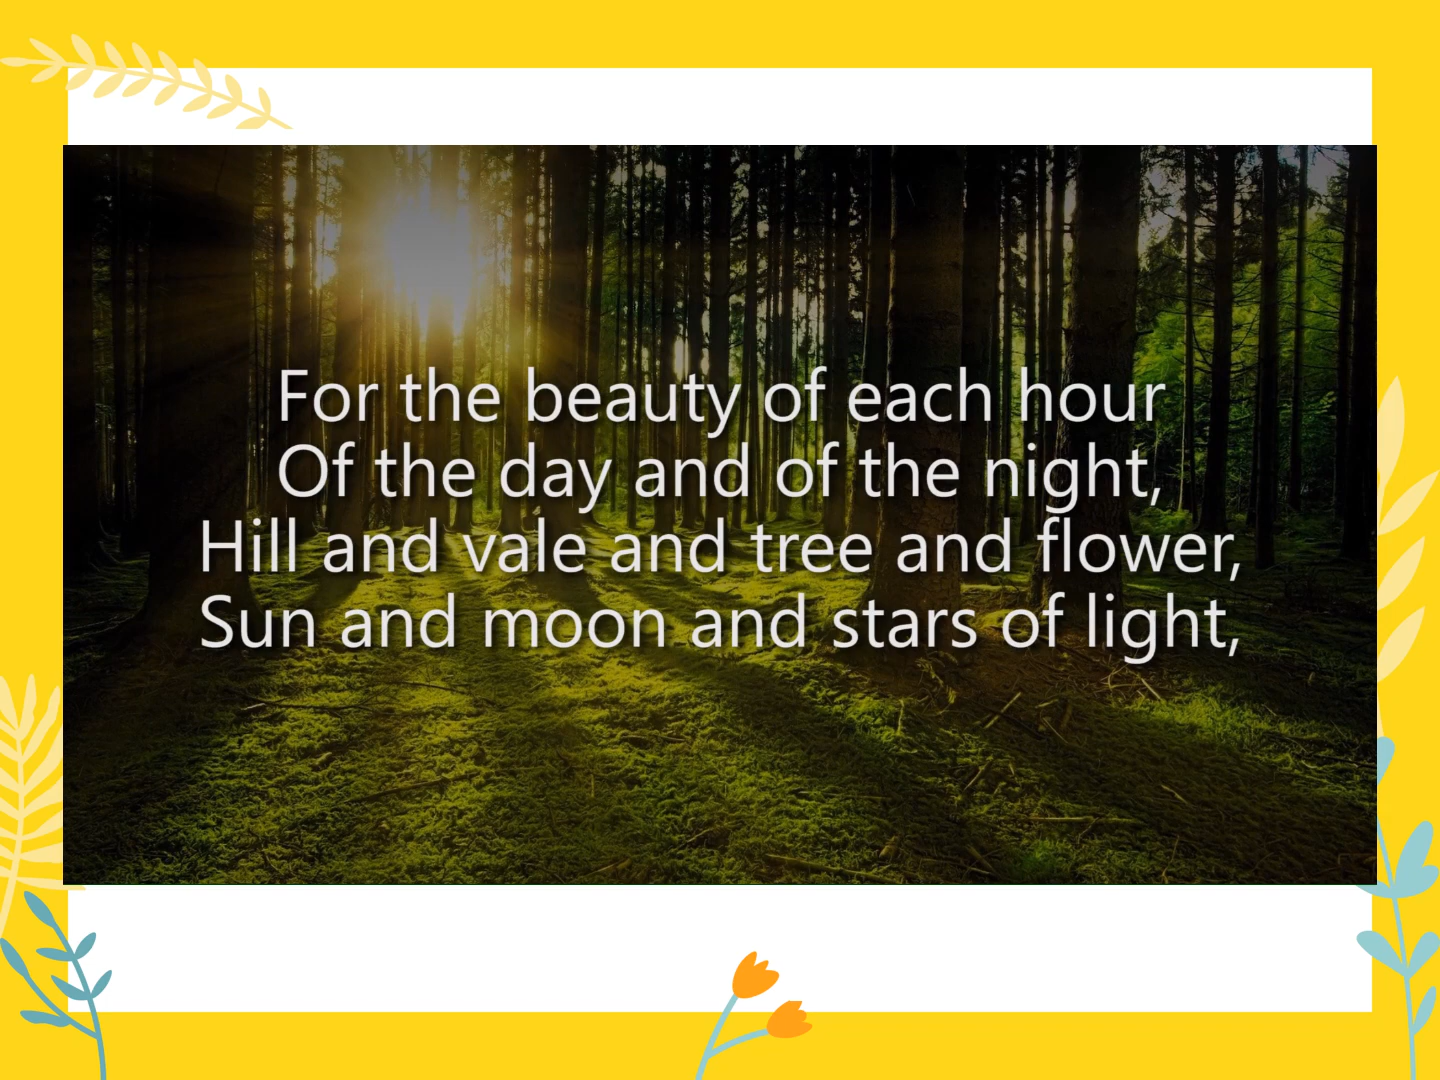 For the beauty of each hour
Of the day and of the night,
Hill and vale and tree and flower,
Sun and moon and stars of light,